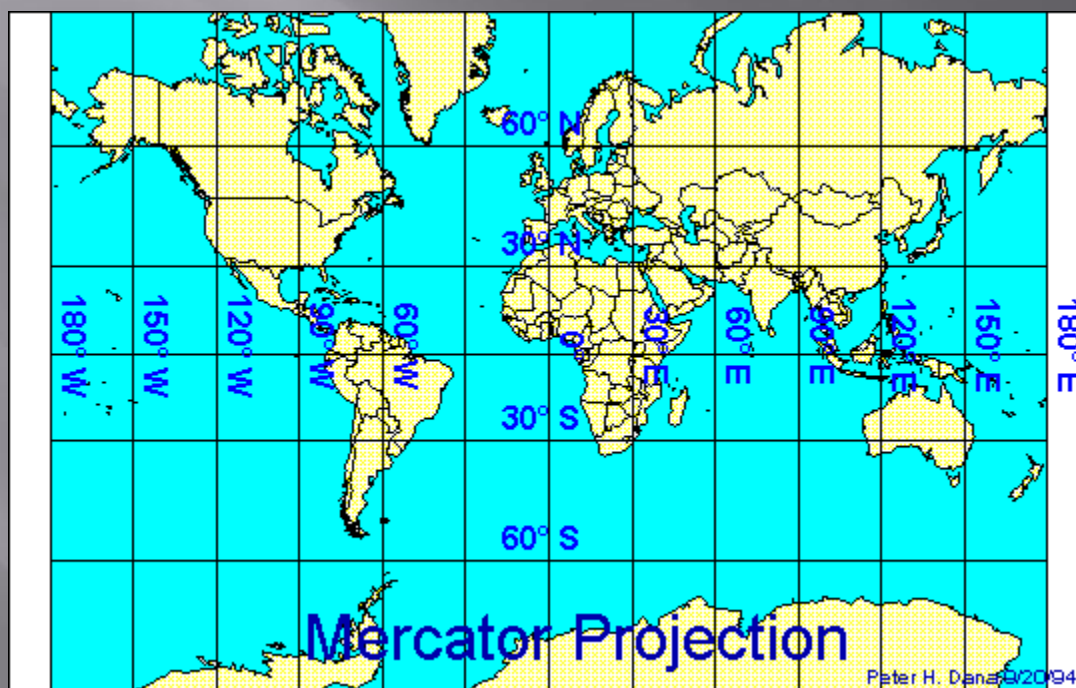 60° N
30° N
180° W
150° W
120° W
90° W
60° W
0°
30° E
60° E
90° E
120° E
150° E
180° E
30° S
60° S
Mercator Projection
Peter H. Dana 9/20/94